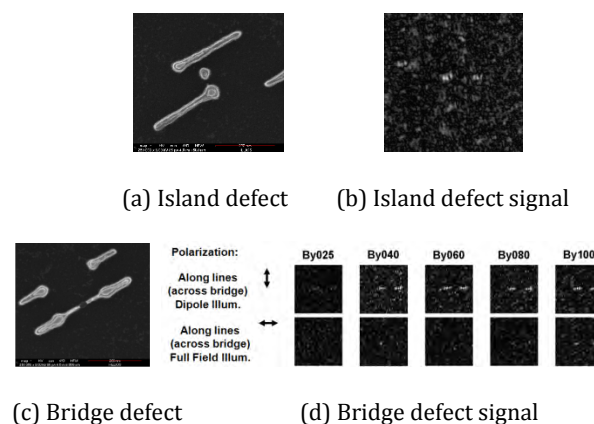 (a) Island defect
(b) Island defect signal
Polarization:
By025
By040
By060
By080
By100
Along lines
(across bridge)
Dipole Illum.
Along lines
(across bridge)
Full Field Illum.
(c) Bridge defect
(d) Bridge defect signal